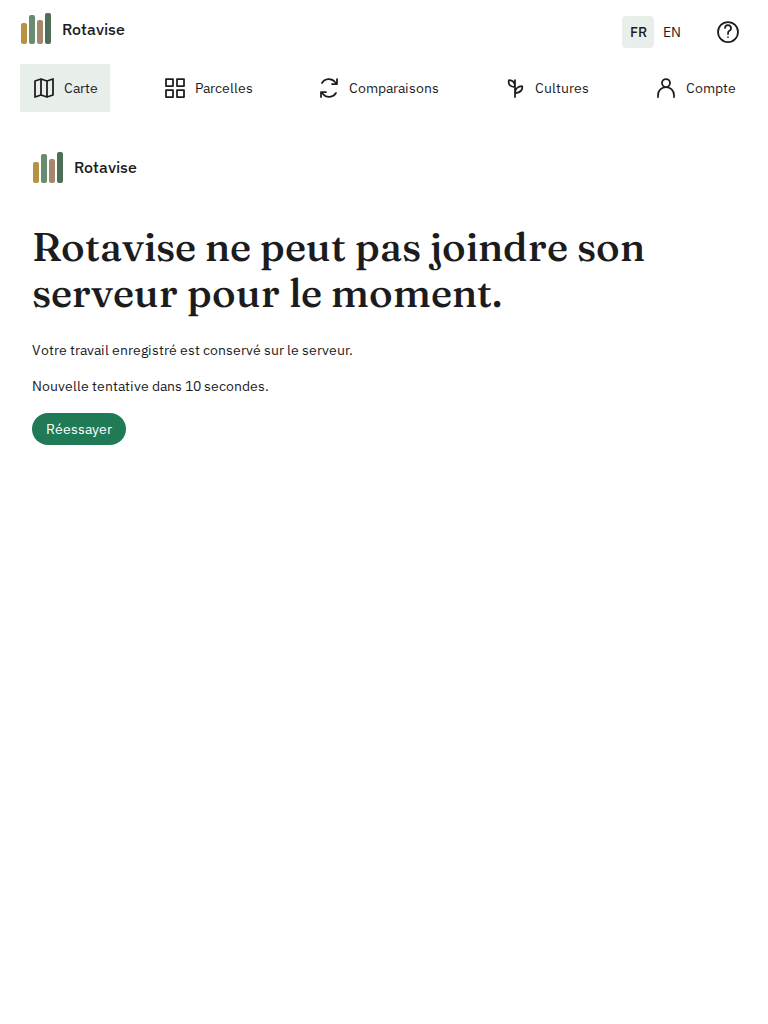 Rotavise
FR EN
Carte Parcelles Comparaisons Cultures Compte
Rotavise
Rotavise ne peut pas joindre son
serveur pour le moment.
Votre travail enregistré est conservé sur le serveur.
Nouvelle tentative dans 10 secondes.
Réessayer